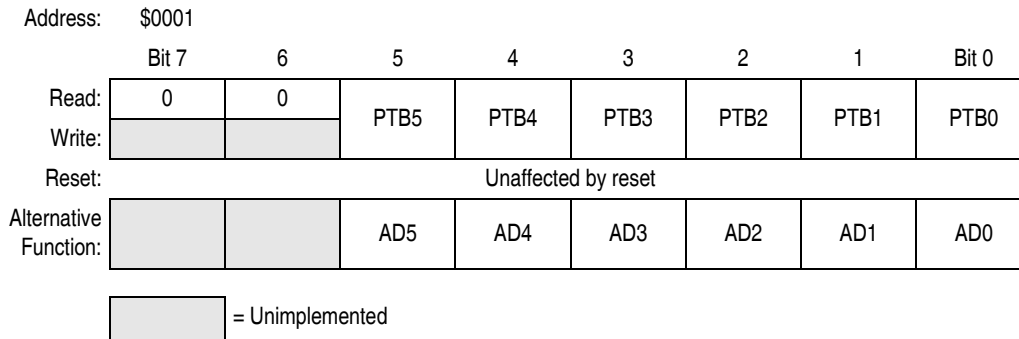 Address: $0001
Bit 7 6 5 4 3 2 1 Bit 0
Read: 0 0 PTB5 PTB4 PTB3 PTB2 PTB1 PTB0
Write:
Reset: Unaffected by reset
Alternative
Function: AD5 AD4 AD3 AD2 AD1 AD0
= Unimplemented